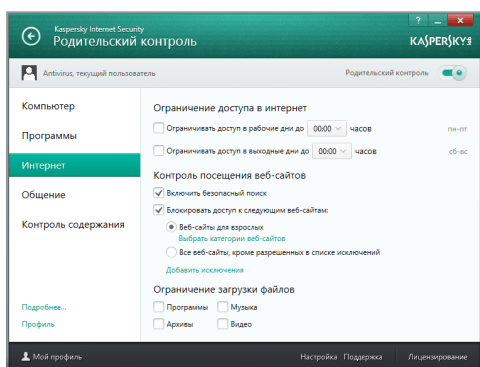 Kaspersky Internet Security
Родительский контроль
? _ X
KASPERSKY
Antivirus, текущий пользователь
Родительский контроль
Компьютер
Программы
Интернет
Общение
Контроль содержания
Подробнее...
Профиль
Ограничение доступа в интернет
Ограничивать доступ в рабочие дни до 00:00 часов пн-пт
Ограничивать доступ в выходные дни до 00:00 часов сб-вс
Контроль посещения веб-сайтов
Включить безопасный поиск
Блокировать доступ к следующим веб-сайтам:
Веб-сайты для взрослых
Выбрать категории веб-сайтов
Все веб-сайты, кроме разрешенных в списке исключений
Добавить исключения
Ограничение загрузки файлов
Программы Музыка
Архивы Видео
Мой профиль Настройка Поддержка Лицензирование